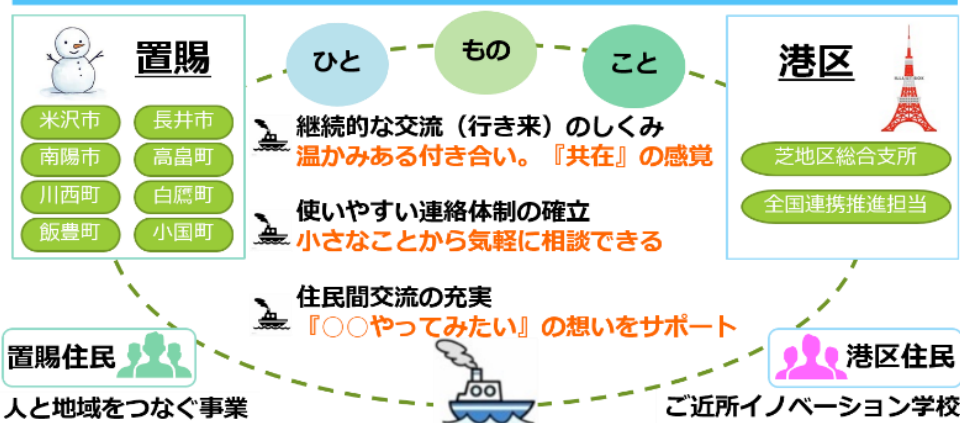 置賜
米沢市
長井市
南陽市
高畠町
川西町
白鷹町
飯豊町
小国町
ひと
もの
こと
港区
芝地区総合支所
全国連携推進担当
継続的な交流（行き来）のしくみ
温かみある付き合い。『共在』の感覚
使いやすい連絡体制の確立
小さなことから気軽に相談できる
住民間交流の充実
『○○やってみたい』の想いをサポート
置賜住民
人と地域をつなぐ事業
港区住民
ご近所イノベーション学校